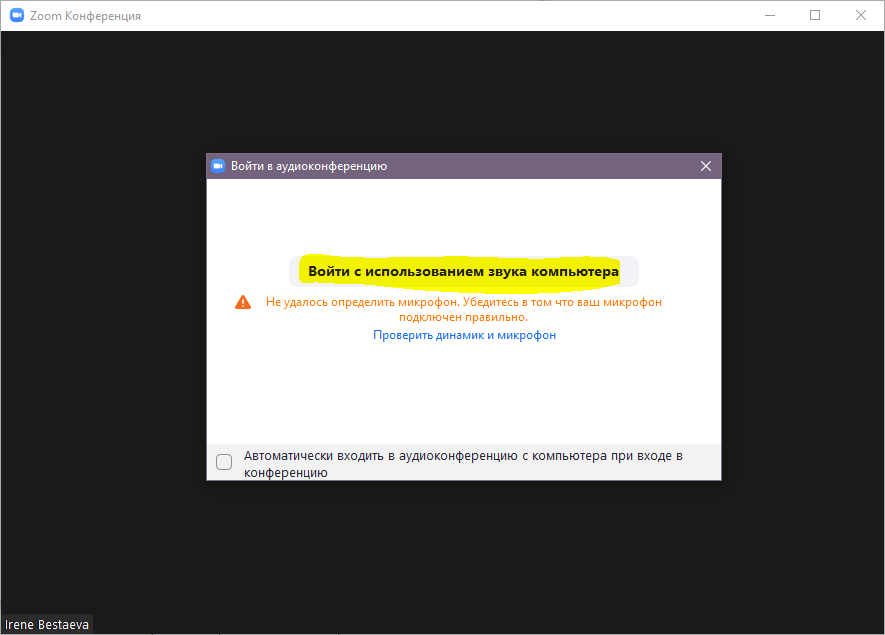 Zoom Конференция
Войти в аудиоконференцию
Войти с использованием звука компьютера
Не удалось определить микрофон. Убедитесь в том что ваш микрофон
подключен правильно.
Проверить динамик и микрофон
Автоматически входить в аудиоконференцию с компьютера при входе в
конференцию
Irene Bestaeva